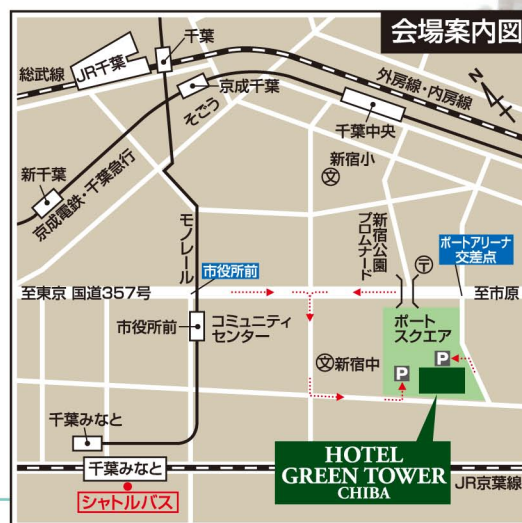 会場案内図
千葉
総武線
JR千葉
京成千葉
そごう
外房線・内房線
N
千葉中央
新千葉
京成電鉄・千葉急行
新宿小
文
モノレール
新宿公園
プロムナード
〒
ポートアリーナ
交差点
市役所前
至東京 国道357号
至市原
市役所前
コミュニティ
センター
ポート
スクエア
文新宿中
P
P
千葉みなと
HOTEL
GREEN TOWER
CHIBA
千葉みなと
JR京葉線
シャトルバス